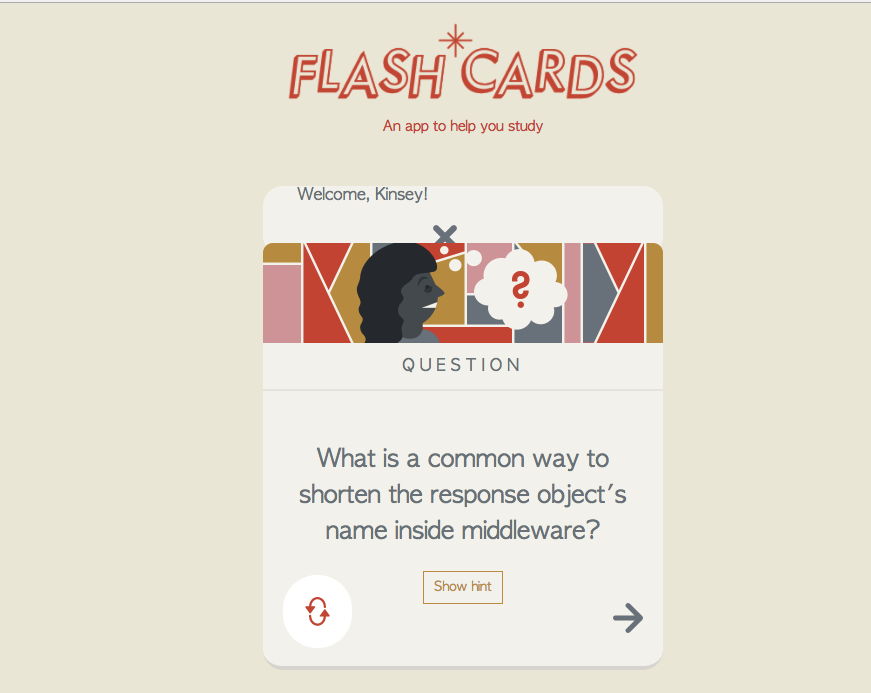 FLASH CARDS
An app to help you study
Welcome, Kinsey!
?
QUESTION
What is a common way to
shorten the response object's
name inside middleware?
Show hint